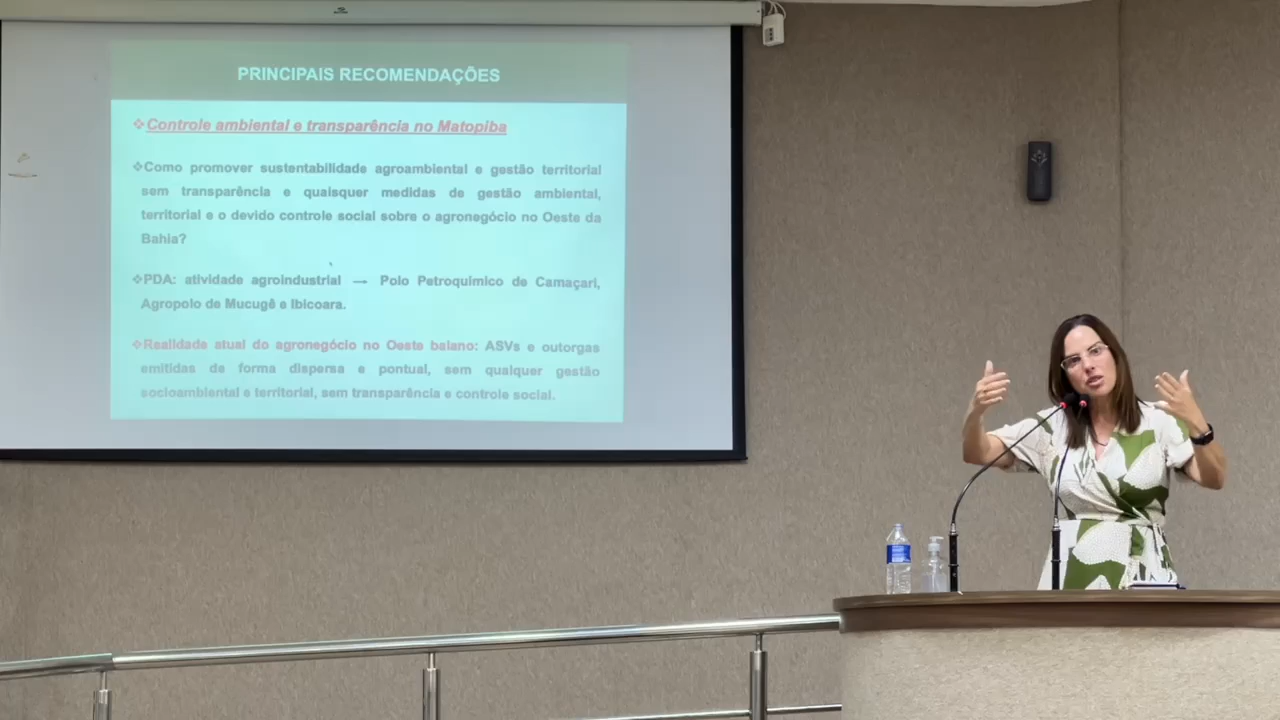 PRINCIPAIS RECOMENDAÇÕES
❖Controle ambiental e transparência no Matopiba
❖Como promover sustentabilidade agroambiental e gestão territorial
sem transparência e quaisquer medidas de gestão ambiental,
territorial e o devido controle social sobre o agronegócio no Oeste da
Bahia?
❖PDA: atividade agroindustrial → Polo Petroquímico de Camaçari,
Agropolo de Mucugê e Ibicoara.
❖Realidade atual do agronegócio no Oeste baiano: ASVs e outorgas
emitidas de forma dispersa e pontual, sem qualquer gestão
socioambiental e territorial, sem transparência e controle social.